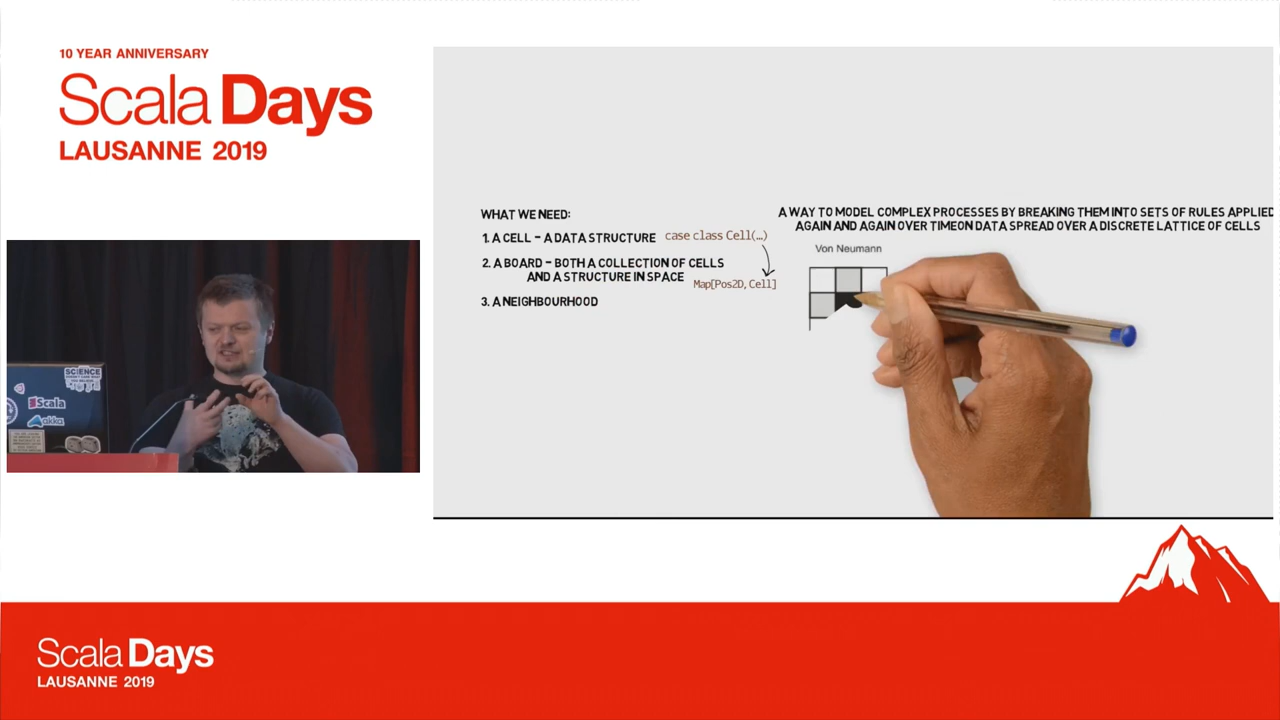 10 YEAR ANNIVERSARY
Scala Days
LAUSANNE 2019
WHAT WE NEED:
1. A CELL – A DATA STRUCTURE case class Cell(…)
2. A BOARD – BOTH A COLLECTION OF CELLS
AND A STRUCTURE IN SPACE Map[Pos2D, Cell]
3. A NEIGHBOURHOOD
A WAY TO MODEL COMPLEX PROCESSES BY BREAKING THEM INTO SETS OF RULES APPLIED
AGAIN AND AGAIN OVER TIMEON DATA SPREAD OVER A DISCRETE LATTICE OF CELLS
Von Neumann
SCIENCE
Scala
akka
Scala Days
LAUSANNE 2019